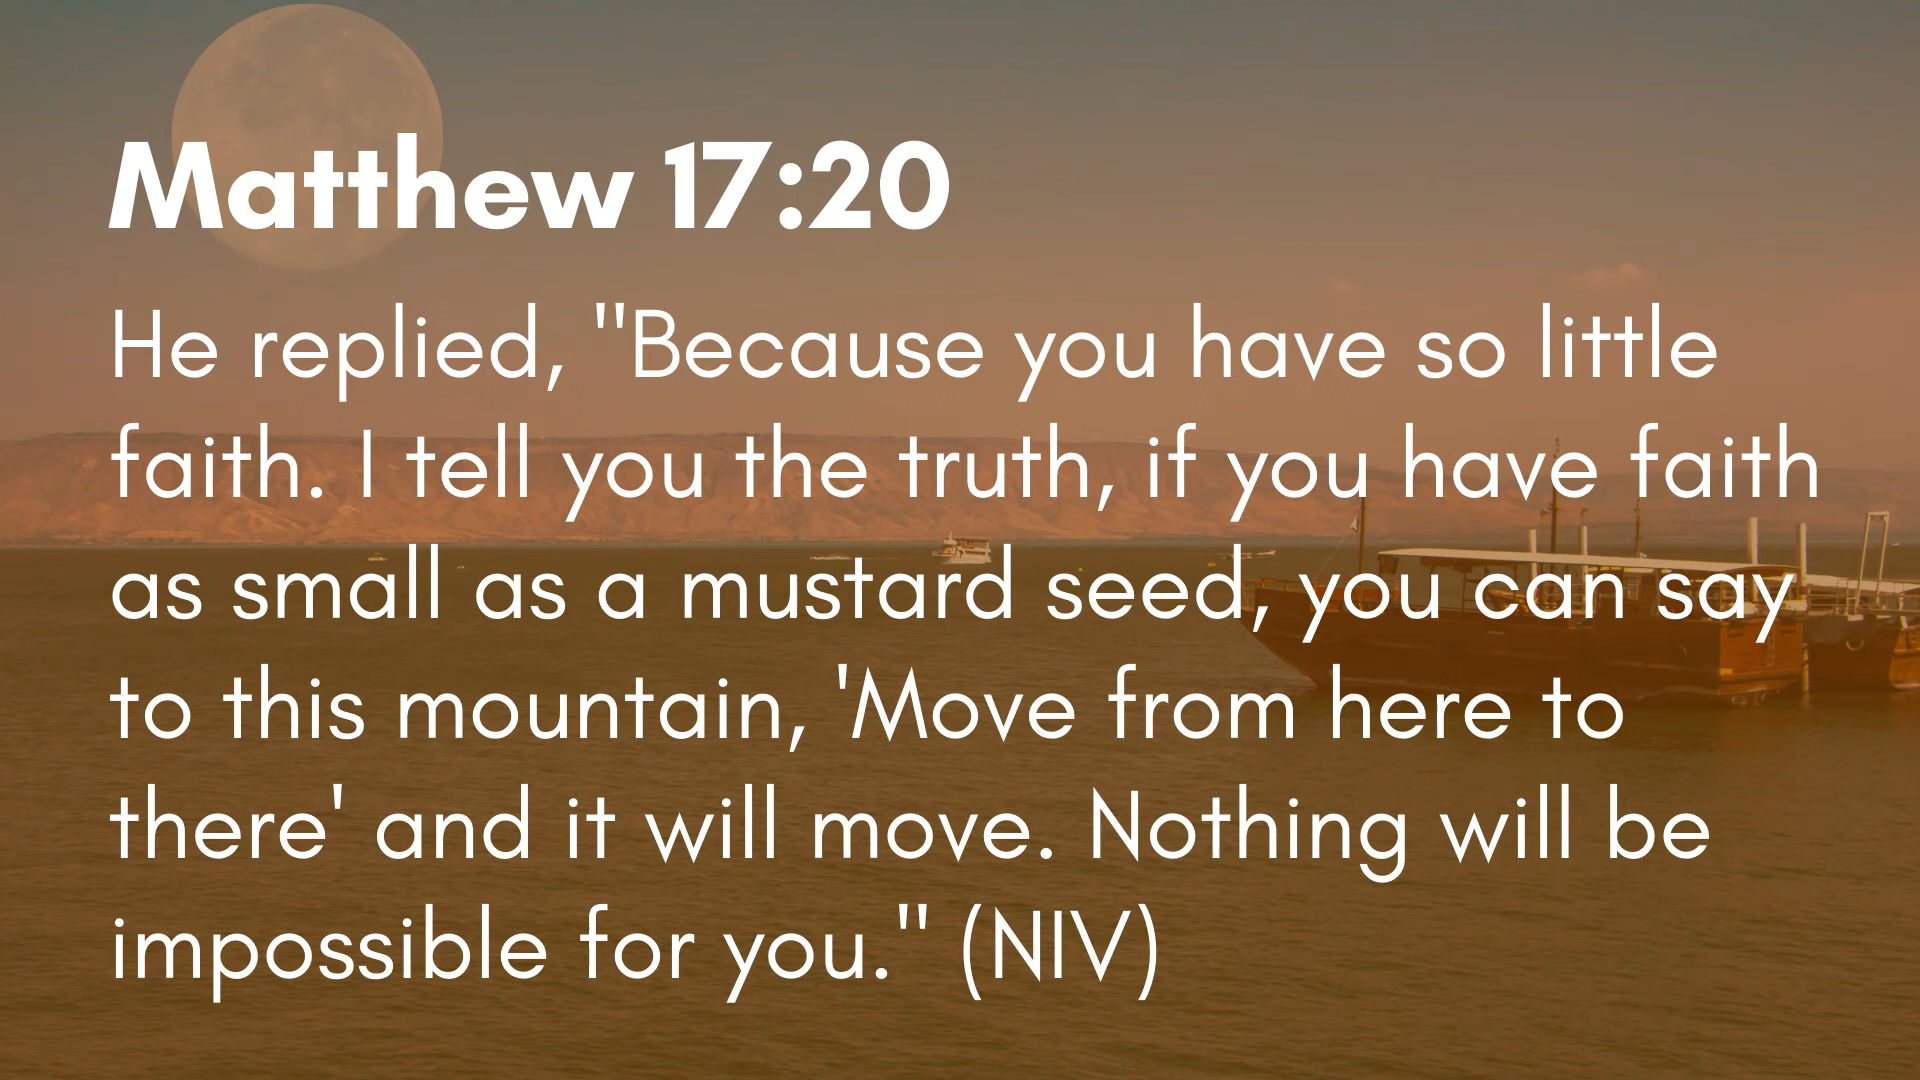 Matthew 17:20
He replied, "Because you have so little
faith. I tell you the truth, if you have faith
as small as a mustard seed, you can say
to this mountain, 'Move from here to
there' and it will move. Nothing will be
impossible for you." (NIV)